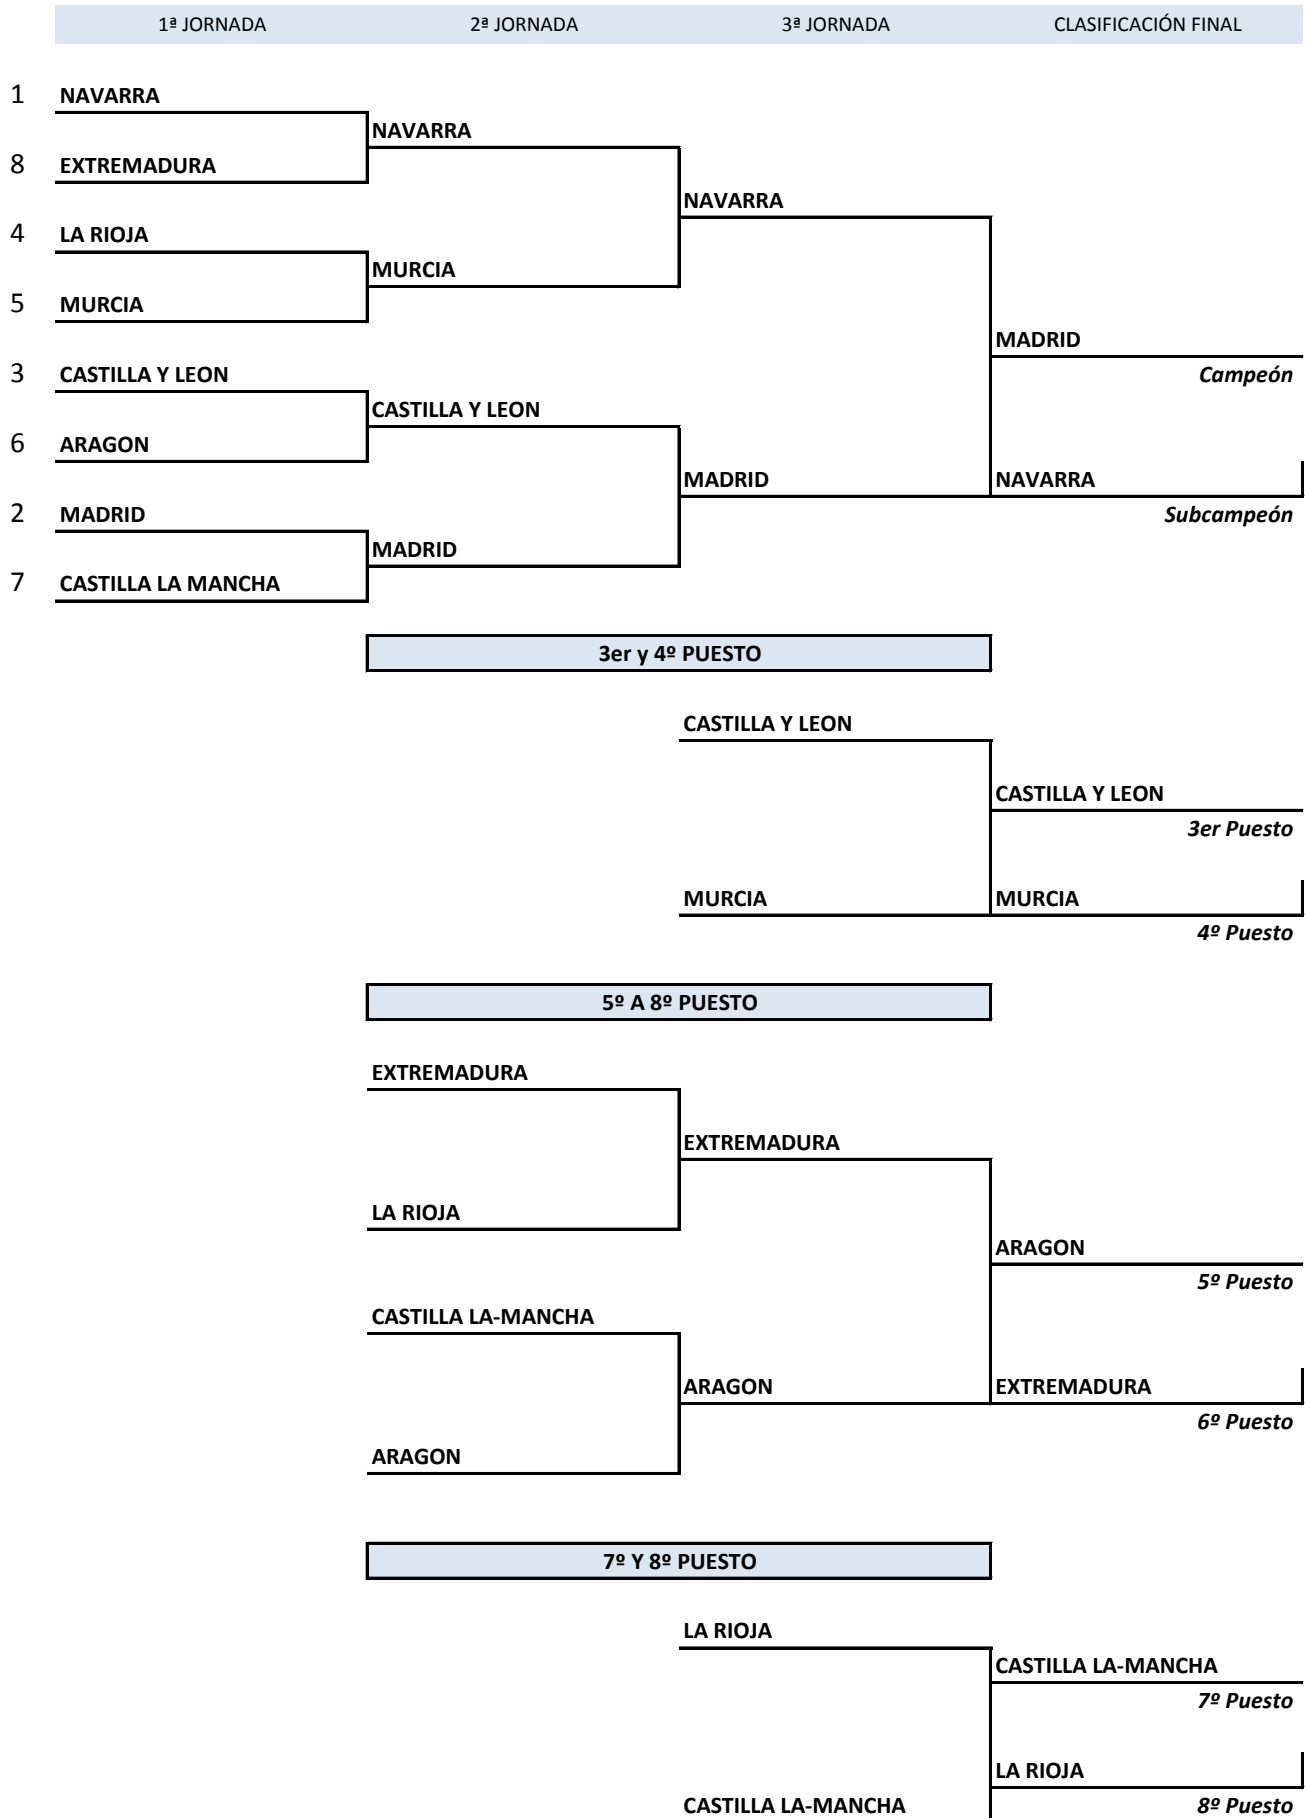 1ª JORNADA 2ª JORNADA 3ª JORNADA CLASIFICACIÓN FINAL
1 NAVARRA
NAVARRA
8 EXTREMADURA
NAVARRA
4 LA RIOJA
MURCIA
5 MURCIA
MADRID
3 CASTILLA Y LEON
Campeón
CASTILLA Y LEON
6 ARAGON
MADRID NAVARRA
2 MADRID
Subcampeón
MADRID
7 CASTILLA LA MANCHA
3er y 4º PUESTO
CASTILLA Y LEON
CASTILLA Y LEON
3er Puesto
MURCIA MURCIA
4º Puesto
5º A 8º PUESTO
EXTREMADURA
EXTREMADURA
LA RIOJA
ARAGON
5º Puesto
CASTILLA LA-MANCHA
ARAGON EXTREMADURA
6º Puesto
ARAGON
7º Y 8º PUESTO
LA RIOJA
CASTILLA LA-MANCHA
7º Puesto
LA RIOJA
CASTILLA LA-MANCHA 8º Puesto